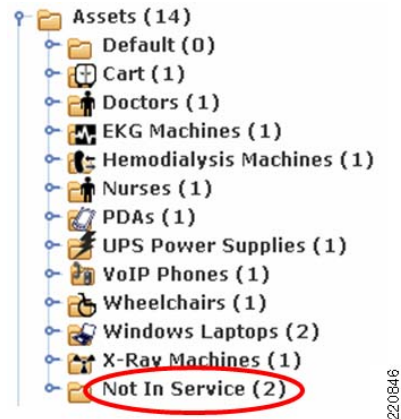 Assets (14)
Default (0)
Cart (1)
Doctors (1)
EKG Machines (1)
Hemodialysis Machines (1)
Nurses (1)
PDAs (1)
UPS Power Supplies (1)
VoIP Phones (1)
Wheelchairs (1)
Windows Laptops (2)
X-Ray Machines (1)
Not In Service (2)
220846